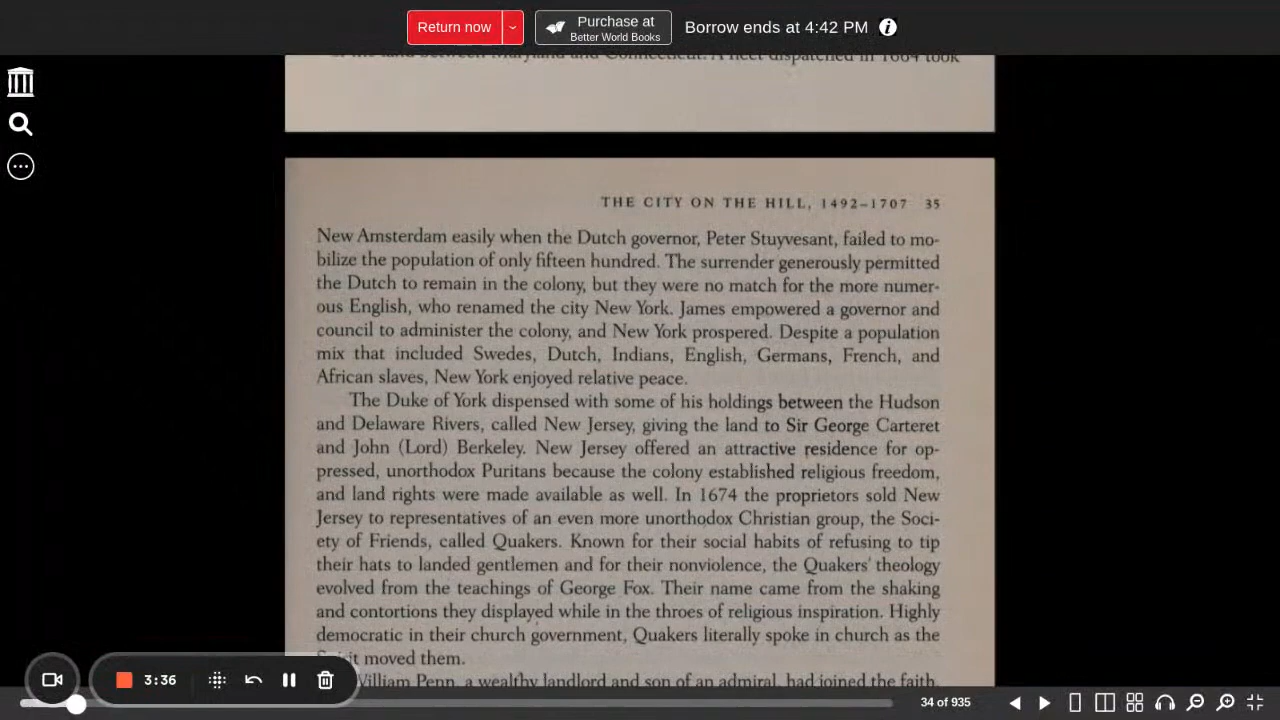 Return now
Purchase at
Better World Books
Borrow ends at 4:42 PM
of the land between Maryland and Connecticut. A fleet dispatched in 1664 took
THE CITY ON THE HILL, 1492–1707 35
New Amsterdam easily when the Dutch governor, Peter Stuyvesant, failed to mo-
bilize the population of only fifteen hundred. The surrender generously permitted
the Dutch to remain in the colony, but they were no match for the more numer-
ous English, who renamed the city New York. James empowered a governor and
council to administer the colony, and New York prospered. Despite a population
mix that included Swedes, Dutch, Indians, English, Germans, French, and
African slaves, New York enjoyed relative peace.
The Duke of York dispensed with some of his holdings between the Hudson
and Delaware Rivers, called New Jersey, giving the land to Sir George Carteret
and John (Lord) Berkeley. New Jersey offered an attractive residence for op-
pressed, unorthodox Puritans because the colony established religious freedom,
and land rights were made available as well. In 1674 the proprietors sold New
Jersey to representatives of an even more unorthodox Christian group, the Soci-
ety of Friends, called Quakers. Known for their social habits of refusing to tip
their hats to landed gentlemen and for their nonviolence, the Quakers' theology
evolved from the teachings of George Fox. Their name came from the shaking
and contortions they displayed while in the throes of religious inspiration. Highly
democratic in their church government, Quakers literally spoke in church as the
Spirit moved them.
William Penn, a wealthy landlord and son of an admiral, had joined the faith,
3:36
34 of 935